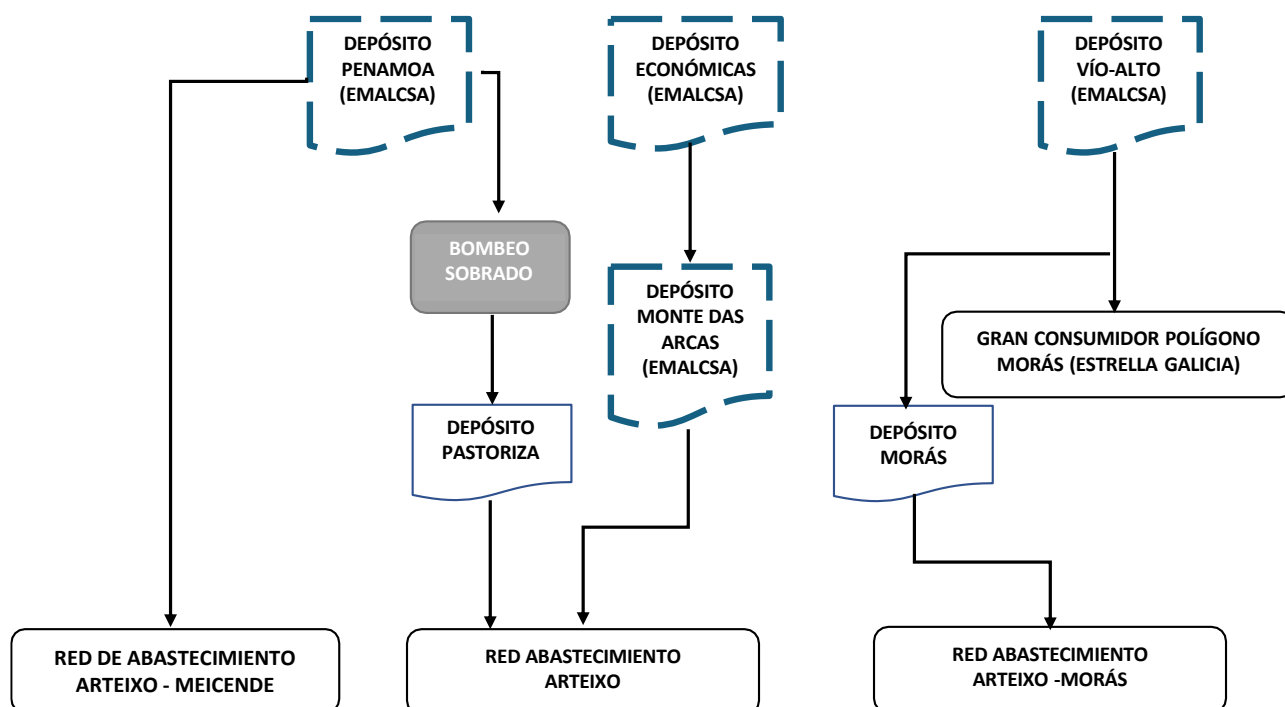 DEPÓSITO
PENAMOA
(EMALCSA)
DEPÓSITO
ECONÓMICAS
(EMALCSA)
DEPÓSITO
VÍO-ALTO
(EMALCSA)
BOMBEO
SOBRADO
DEPÓSITO
MONTE DAS
ARCAS
(EMALCSA)
GRAN CONSUMIDOR POLÍGONO
MORÁS (ESTRELLA GALICIA)
DEPÓSITO
PASTORIZA
DEPÓSITO
MORÁS
RED DE ABASTECIMIENTO
ARTEIXO - MEICENDE
RED ABASTECIMIENTO
ARTEIXO
RED ABASTECIMIENTO
ARTEIXO -MORÁS